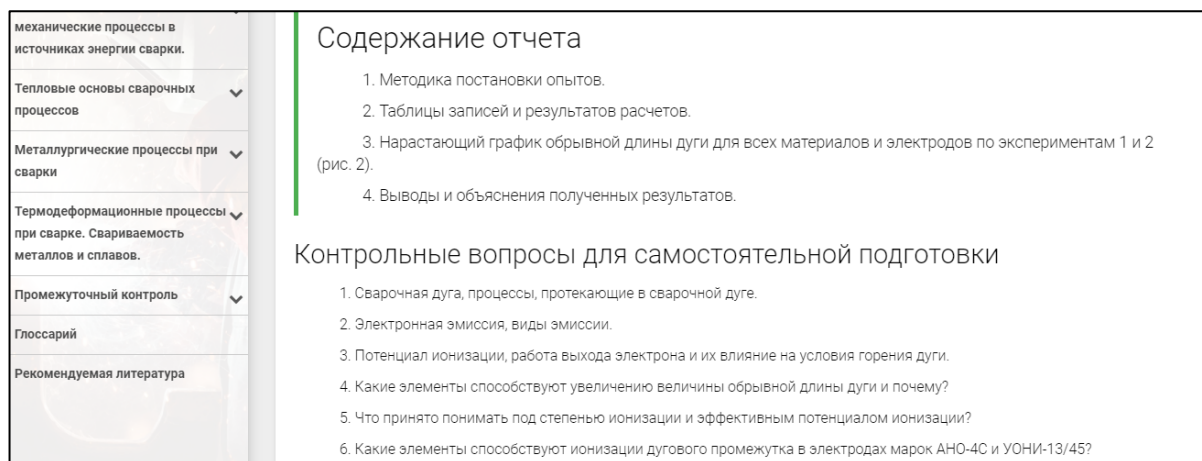 механические процессы в
источниках энергии сварки.
Тепловые основы сварочных
процессов
Металлургические процессы при
сварки
Термодеформационные процессы
при сварке. Свариваемость
металлов и сплавов.
Промежуточный контроль
Глоссарий
Рекомендуемая литература
Содержание отчета
1. Методика постановки опытов.
2. Таблицы записей и результатов расчетов.
3. Нарастающий график обрывной длины дуги для всех материалов и электродов по экспериментам 1 и 2
(рис. 2).
4. Выводы и объяснения полученных результатов.
Контрольные вопросы для самостоятельной подготовки
1. Сварочная дуга, процессы, протекающие в сварочной дуге.
2. Электронная эмиссия, виды эмиссии.
3. Потенциал ионизации, работа выхода электрона и их влияние на условия горения дуги.
4. Какие элементы способствуют увеличению величины обрывной длины дуги и почему?
5. Что принято понимать под степенью ионизации и эффективным потенциалом ионизации?
6. Какие элементы способствуют ионизации дугового промежутка в электродах марок АНО-4С и УОНИ-13/45?